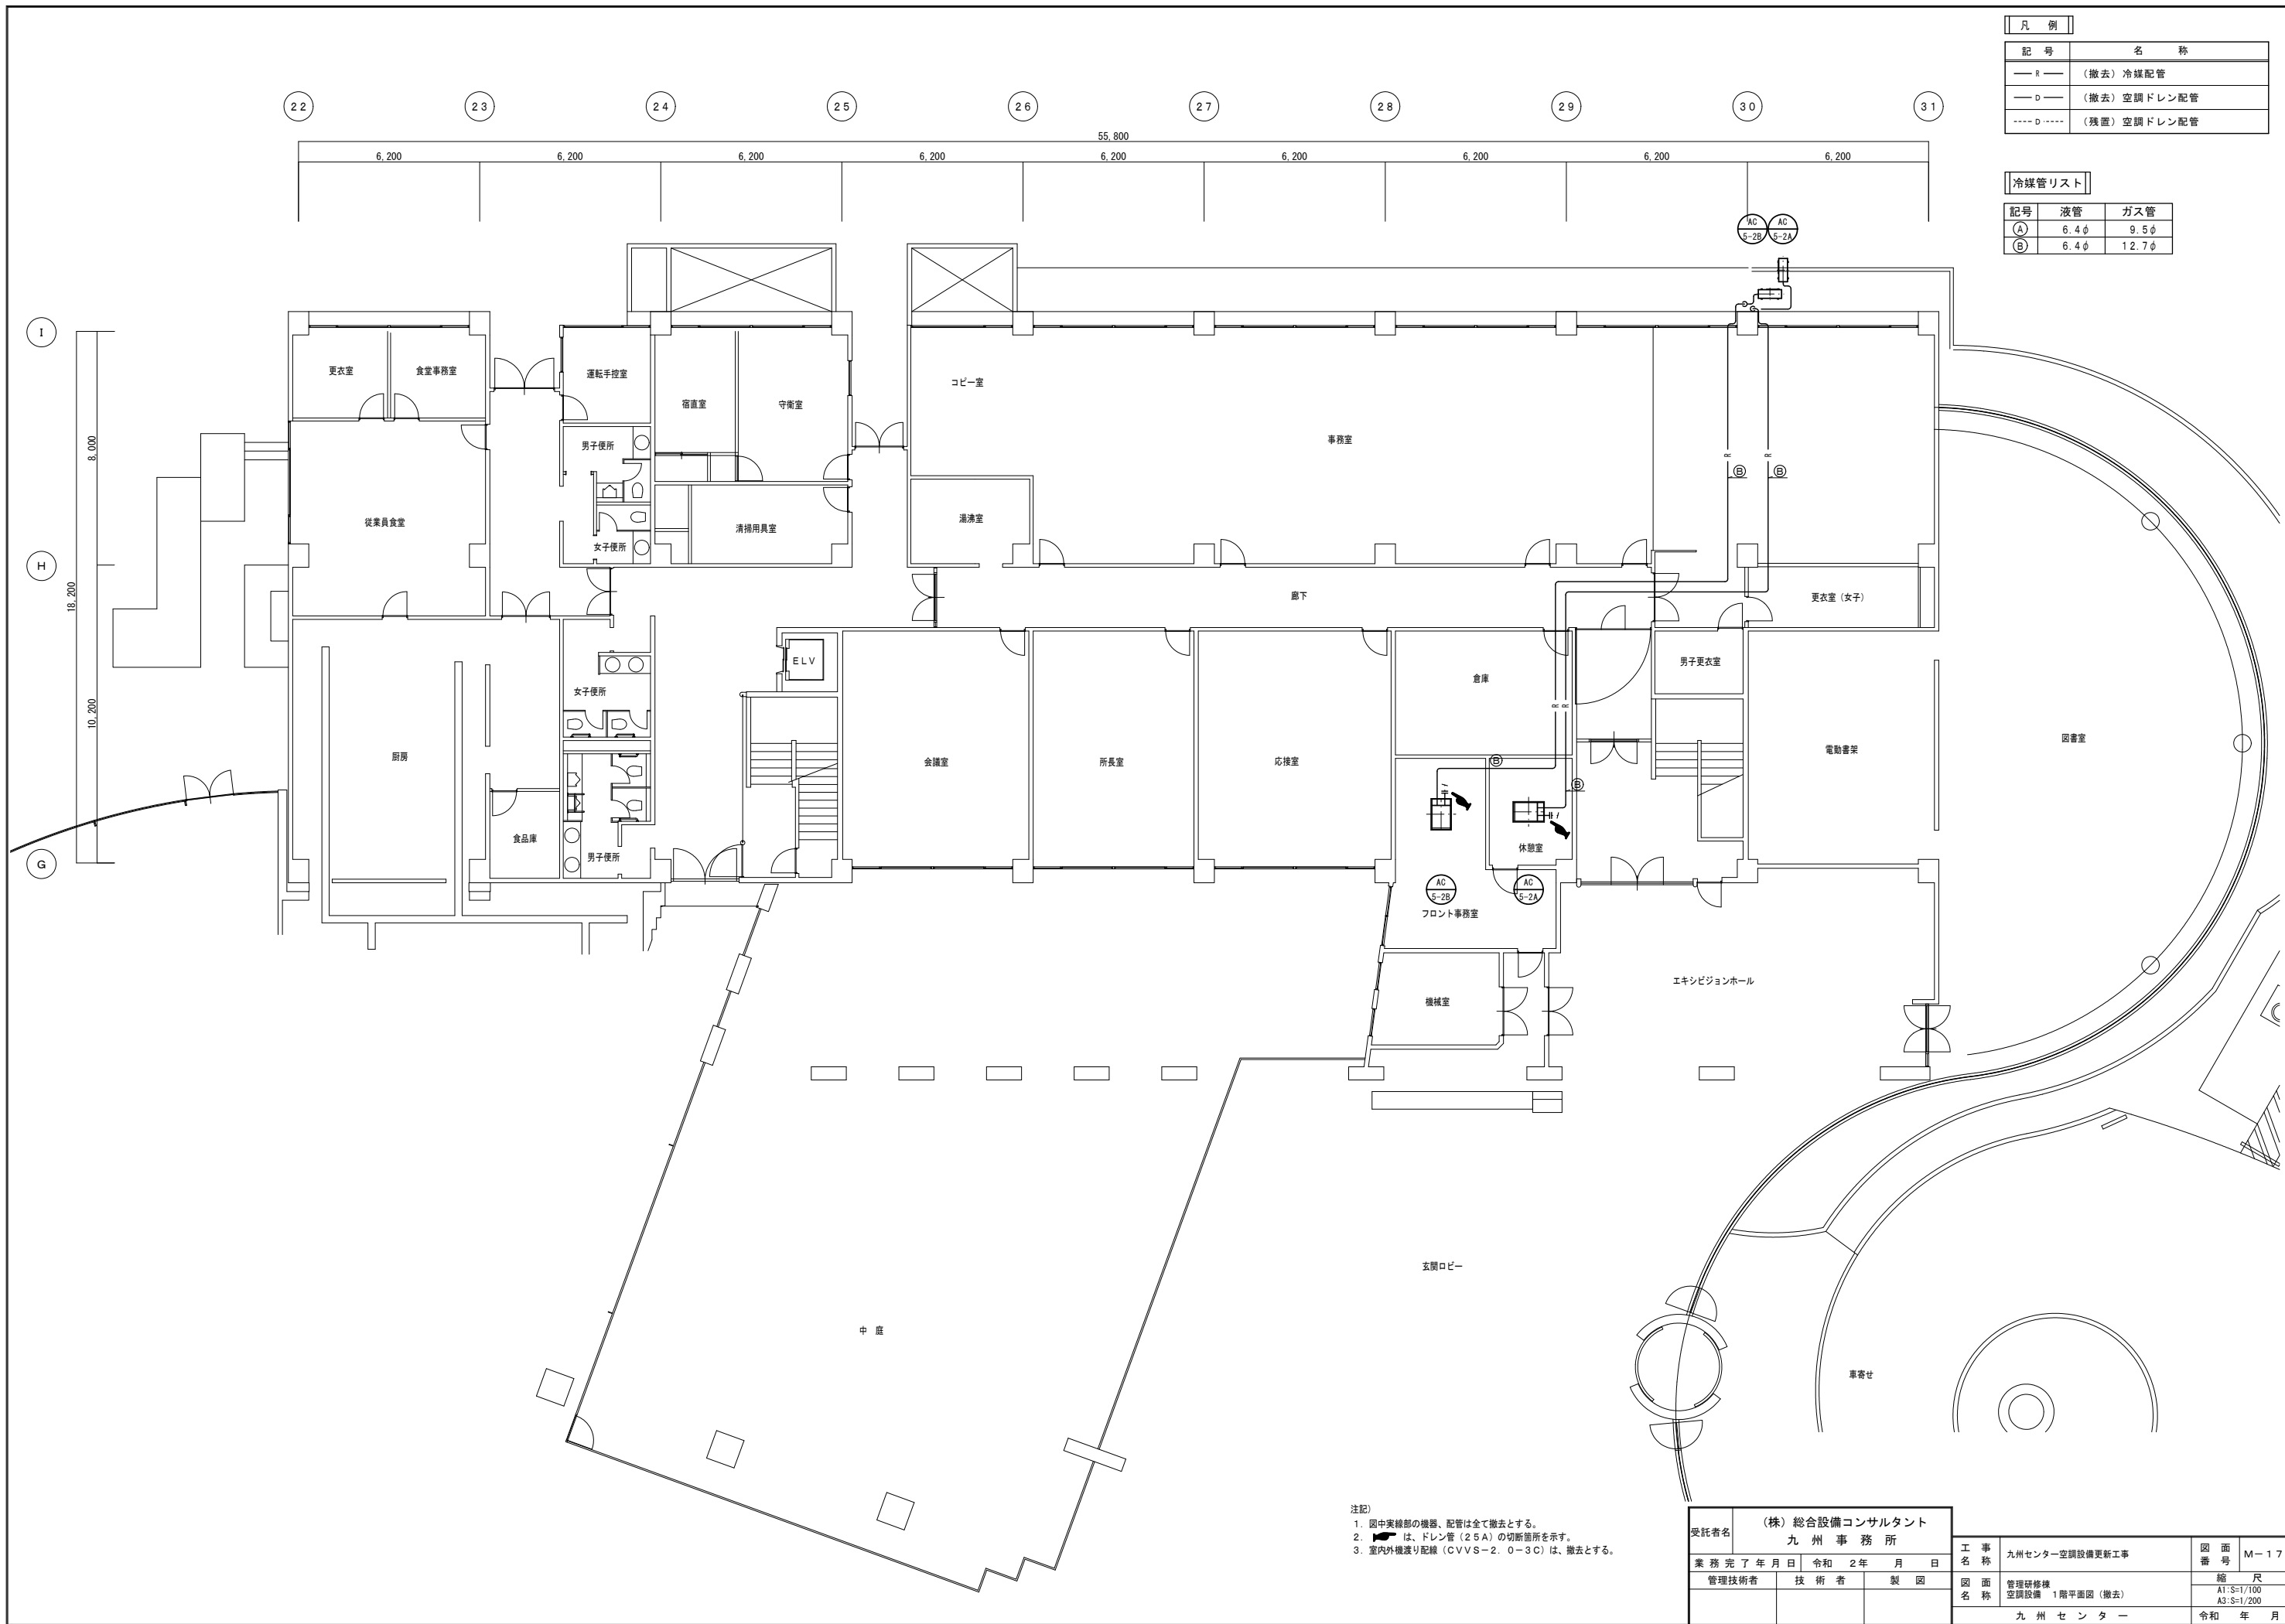 凡 例
記 号 名 称
R (撤去)冷媒配管
D (撤去)空調ドレン配管
D (残置)空調ドレン配管
22 23 24 25 26 27 28 29 30 31
55,800
6,200 6,200 6,200 6,200 6,200 6,200 6,200 6,200 6,200
冷媒管リスト
記号 液管 ガス管
A 6.4φ 9.5φ
B 6.4φ 12.7φ
AC 5-2B
AC 5-2A
I
H
G
8,000
18,200
10,200
更衣室
食堂事務室
運転手控室
宿直室
守衛室
コピー室
事務室
男子便所
従業員食堂
清掃用具室
湯沸室
女子便所
R
R
B
B
廊下
更衣室(女子)
ELV
女子便所
倉庫
男子更衣室
R R
厨房
会議室
所長室
応接室
B
B
電動書架
図書室
食品庫
男子便所
休憩室
AC 5-2B
AC 5-2A
フロント事務室
機械室
エキシビジョンホール
玄関ロビー
中 庭
車寄せ
注記)
1. 図中実線部の機器、配管は全て撤去とする。
2. は、ドレン管(25A)の切断箇所を示す。
3. 室内外機渡り配線(CVVS-2.0-3C)は、撤去とする。
受託者名 (株)総合設備コンサルタント
九 州 事 務 所
業務完了年月日 令和 2年 月 日
管理技術者 技 術 者 製 図
工 事 名 称 九州センター空調設備更新工事
図 面 番 号 M-17
図 面 名 称 管理研修棟
空調設備 1階平面図(撤去)
縮 尺
A1:S=1/100
A3:S=1/200
九 州 セ ン タ ー 令和 年 月